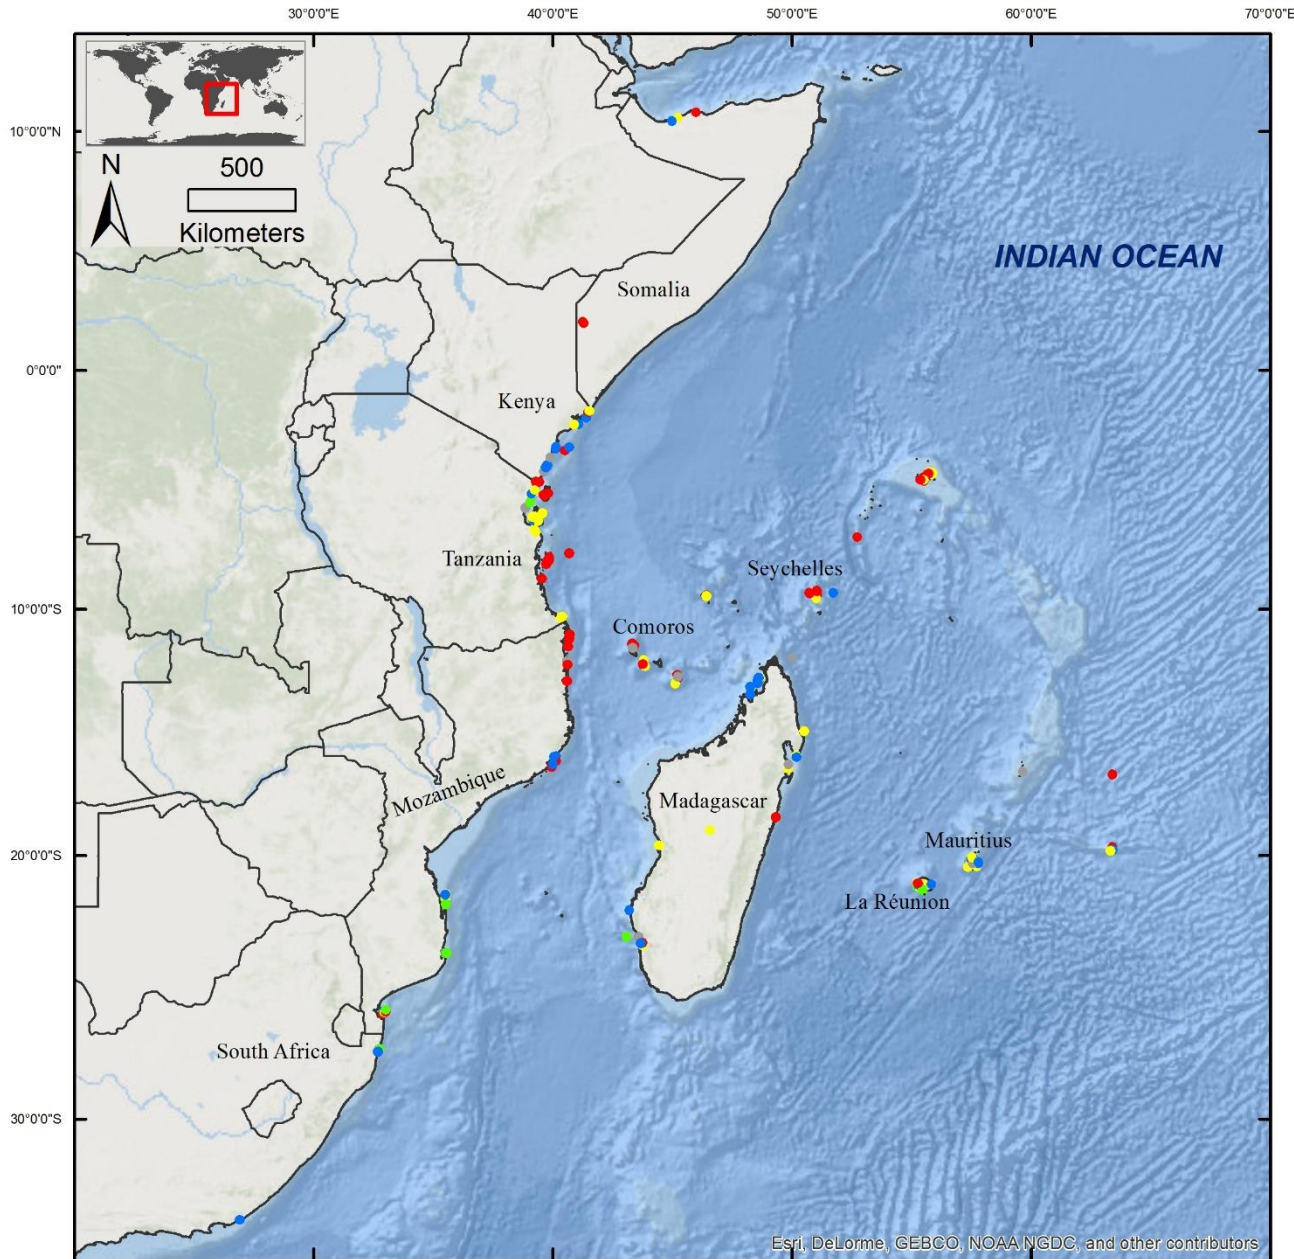 30°0'0"E
40°0'0"E
50°0'0"E
60°0'0"E
70°0'0"E
N
500
Kilometers
10°0'0"N
INDIAN OCEAN
Somalia
0°0'0"
Kenya
Tanzania
Seychelles
10°0'0"S
Comoros
Mozambique
Madagascar
Mauritius
20°0'0"S
La Réunion
South Africa
30°0'0"S
Esri, DeLorme, GEBCO, NOAA NGDC, and other contributors